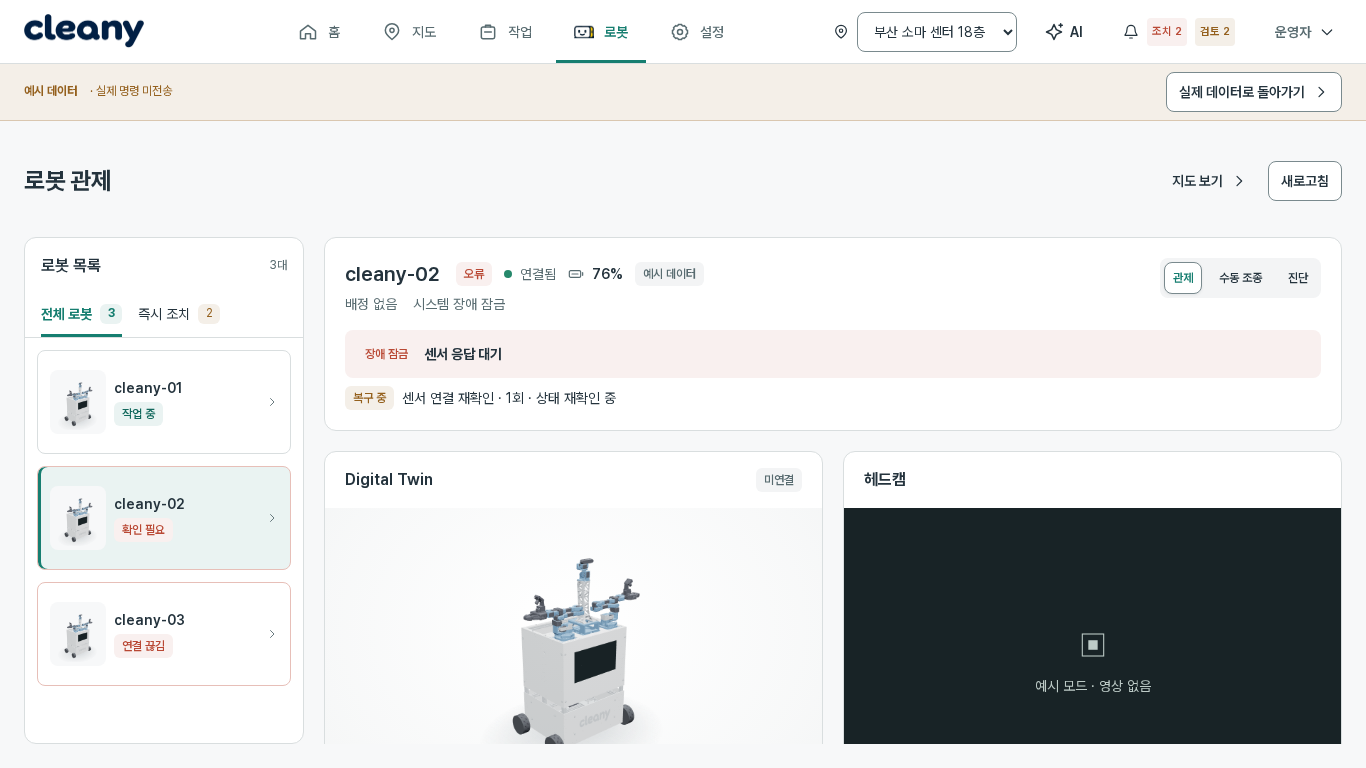 cleany
홈
지도
작업
로봇
설정
부산 소마 센터 18층
AI
조치 2
검토 2
운영자
예시 데이터 · 실제 명령 미전송
실제 데이터로 돌아가기
로봇 관제
지도 보기
새로고침
로봇 목록
3대
전체 로봇 3
즉시 조치 2
cleany-01
작업 중
cleany-02
확인 필요
cleany-03
연결 끊김
cleany-02 오류 연결됨 76% 예시 데이터
관제
수동 조종
진단
배정 없음 시스템 장애 잠금
장애 잠금 센서 응답 대기
복구 중 센서 연결 재확인 · 1회 · 상태 재확인 중
Digital Twin
미연결
cleany
헤드캠
예시 모드 · 영상 없음